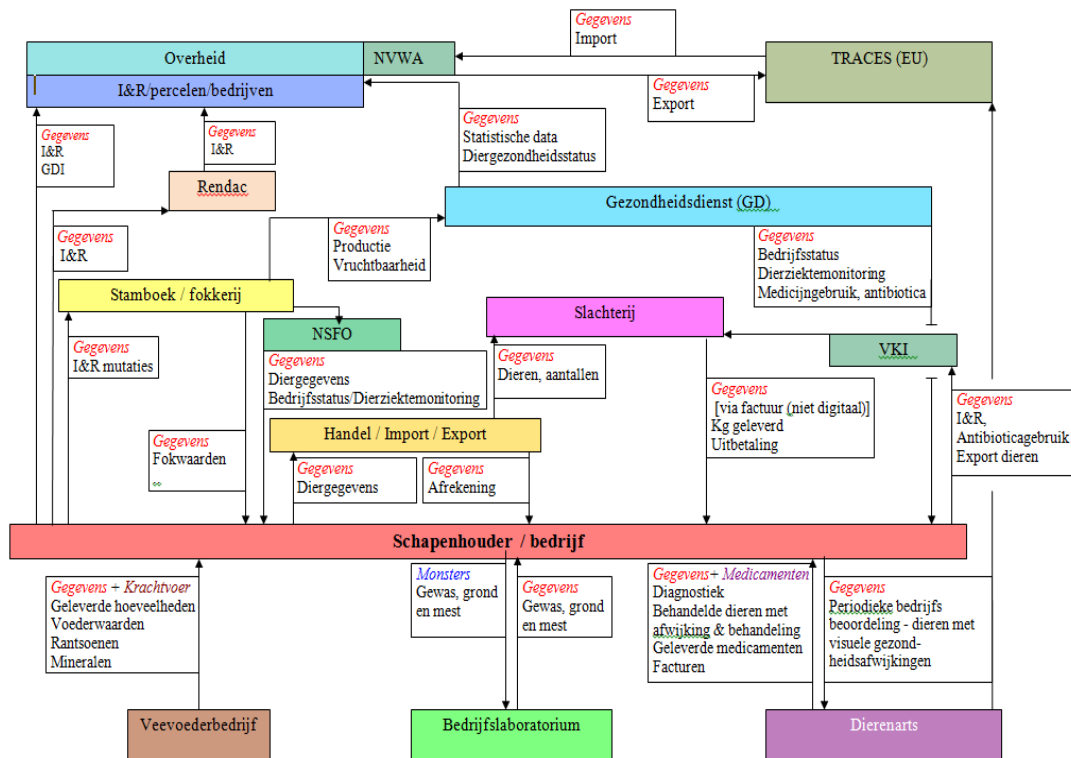 Gegevens
Import
Overheid
NVWA
TRACES (EU)
I&R/percelen/bedrijven
Gegevens
Export
Gegevens
I&R
GDI
Gegevens
I&R
Gegevens
Statistische data
Diergezondheidsstatus
Rendac
Gezondheidsdienst (GD)
Gegevens
I&R
Gegevens
Productie
Vruchtbaarheid
Gegevens
Bedrijfsstatus
Dierziektemonitoring
Medicijngebruik, antibiotica
Stamboek / fokkerij
Slachterij
NSFO
VKI
Gegevens
I&R mutaties
Gegevens
Diergegevens
Bedrijfsstatus/Dierziektemonitoring
Gegevens
Dieren, aantallen
Gegevens
[via factuur (niet digitaal)]
Kg geleverd
Uitbetaling
Gegevens
I&R,
Antibioticagebruik
Export dieren
Handel / Import / Export
Gegevens
Fokwaarden
Gegevens
Diergegevens
Gegevens
Afrekening
Schapenhouder / bedrijf
Gegevens + Krachtvoer
Geleverde hoeveelheden
Voederwaarden
Rantsoenen
Mineralen
Monsters
Gewas, grond
en mest
Gegevens
Gewas, grond
en mest
Gegevens+ Medicamenten
Diagnostiek
Behandelde dieren met
afwijking & behandeling
Geleverde medicamenten
Facturen
Gegevens
Periodieke bedrijfs
beoordeling - dieren met
visuele gezond-
heidsafwijkingen
Veevoederbedrijf
Bedrijfslaboratorium
Dierenarts